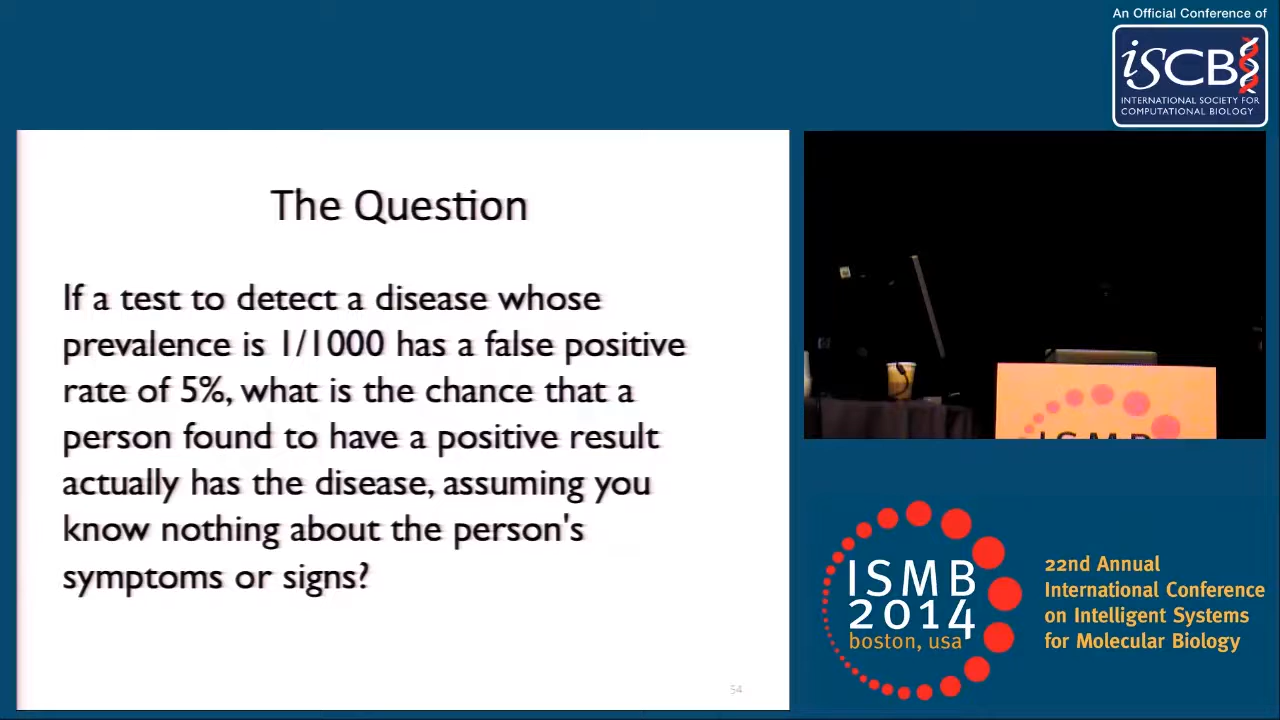 An Official Conference of
iSCB
INTERNATIONAL SOCIETY FOR
COMPUTATIONAL BIOLOGY
The Question
If a test to detect a disease whose
prevalence is 1/1000 has a false positive
rate of 5%, what is the chance that a
person found to have a positive result
actually has the disease, assuming you
know nothing about the person's
symptoms or signs?
54
ISMB
ISMB
2014
boston, usa
22nd Annual
International Conference
on Intelligent Systems
for Molecular Biology